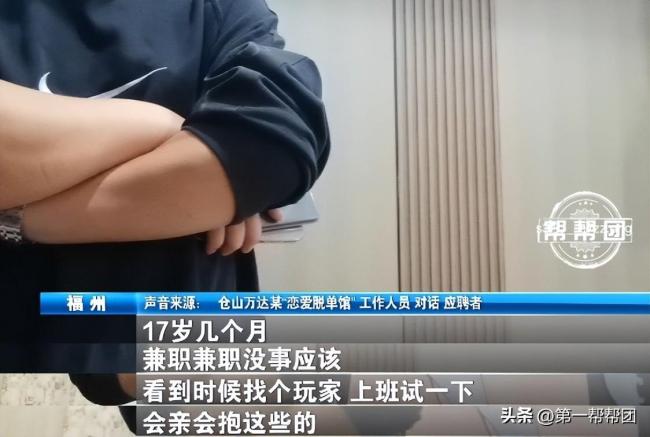 帮帮团
福州
声音来源： 仓山万达某"恋爱脱单馆"工作人员 对话 应聘者
17岁几个月
兼职兼职没事应该
看到时候找个玩家 上班试一下
会亲会抱这些的
头条 @第一帮帮团